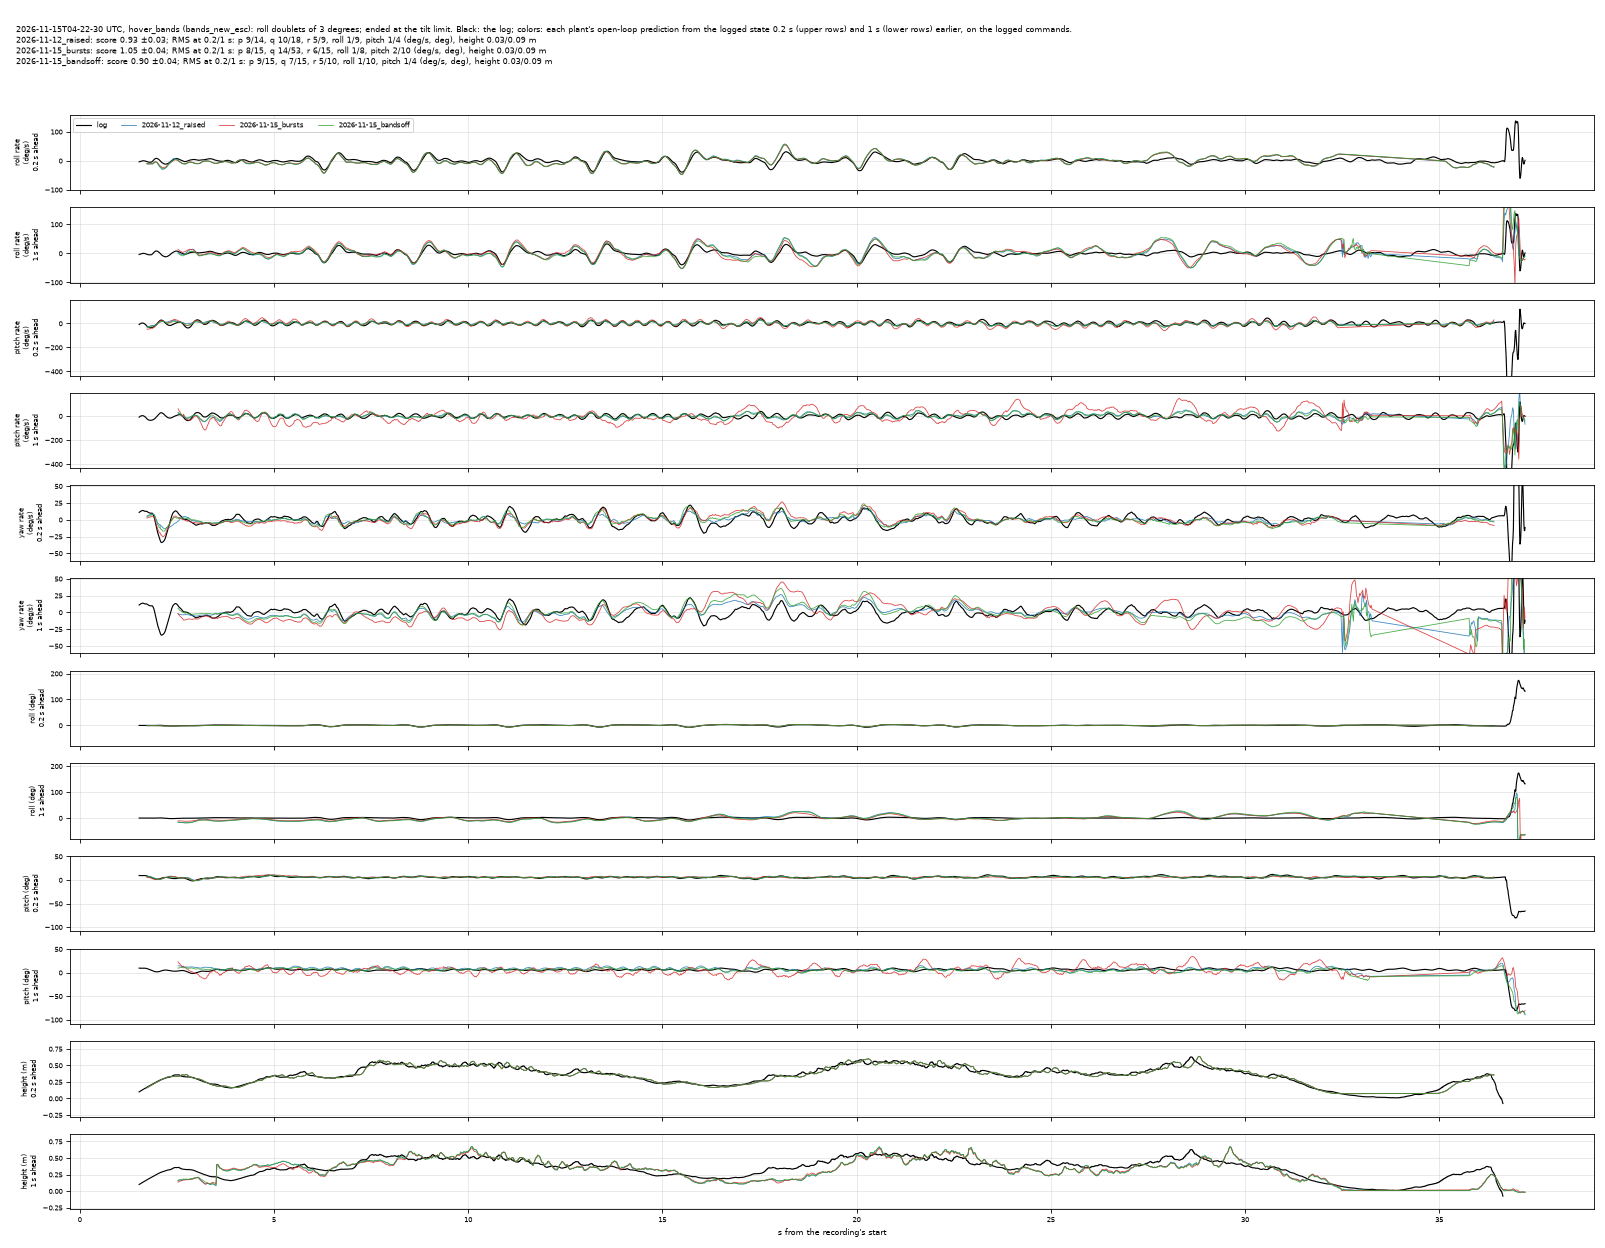 2026-11-15T04-22-30 UTC, hover_bands (bands_new_esc): roll doublets of 3 degrees; ended at the tilt limit. Black: the log; colors: each plant's open-loop prediction from the logged state 0.2 s (upper rows) and 1 s (lower rows) earlier, on the logged commands.
2026-11-12_raised: score 0.93 ±0.03; RMS at 0.2/1 s: p 9/14, q 10/18, r 5/9, roll 1/9, pitch 1/4 (deg/s, deg), height 0.03/0.09 m
2026-11-15_bursts: score 1.05 ±0.04; RMS at 0.2/1 s: p 8/15, q 14/53, r 6/15, roll 1/8, pitch 2/10 (deg/s, deg), height 0.03/0.09 m
2026-11-15_bandsoff: score 0.90 ±0.04; RMS at 0.2/1 s: p 9/15, q 7/15, r 5/10, roll 1/10, pitch 1/4 (deg/s, deg), height 0.03/0.09 m
log 2026-11-12_raised 2026-11-15_bursts 2026-11-15_bandsoff
roll rate
(deg/s)
0.2 s ahead
100
0
−100
roll rate
(deg/s)
1 s ahead
100
0
−100
pitch rate
(deg/s)
0.2 s ahead
0
−200
−400
pitch rate
(deg/s)
1 s ahead
0
−200
−400
yaw rate
(deg/s)
0.2 s ahead
50
25
0
−25
−50
yaw rate
(deg/s)
1 s ahead
50
25
0
−25
−50
roll (deg)
0.2 s ahead
200
100
0
roll (deg)
1 s ahead
200
100
0
pitch (deg)
0.2 s ahead
50
0
−50
−100
pitch (deg)
1 s ahead
50
0
−50
−100
height (m)
0.2 s ahead
0.75
0.50
0.25
0.00
−0.25
height (m)
1 s ahead
0.75
0.50
0.25
0.00
−0.25
0 5 10 15 20 25 30 35
s from the recording's start